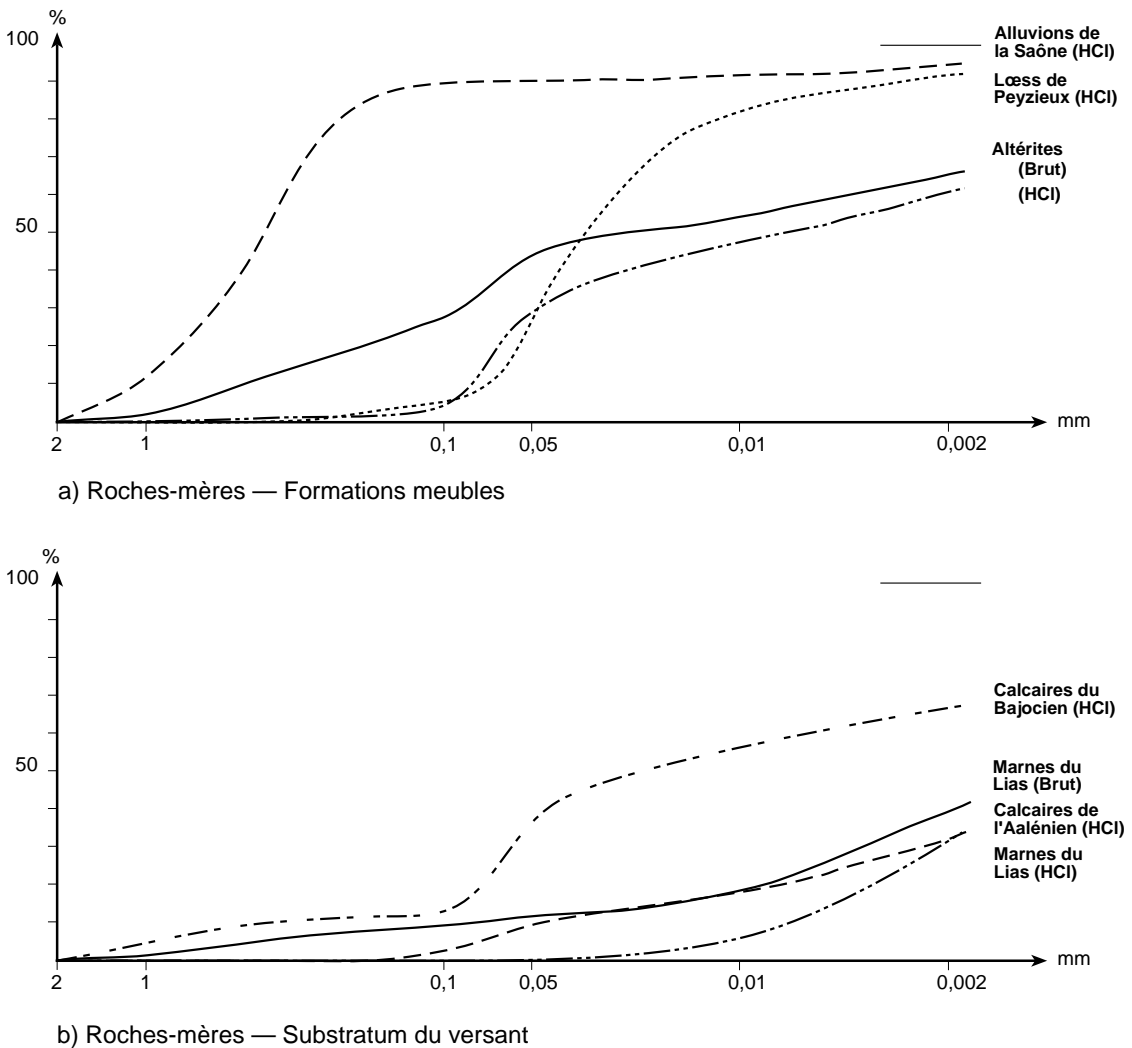 %
100
50
Alluvions de
la Saône (HCl)
Lœss de
Peyzieux (HCl)
Altérites
(Brut)
(HCl)
mm
2 1 0,1 0,05 0,01 0,002
a) Roches-mères — Formations meubles
%
100
50
Calcaires du
Bajocien (HCl)
Marnes du
Lias (Brut)
Calcaires de
l'Aalénien (HCl)
Marnes du
Lias (HCl)
mm
2 1 0,1 0,05 0,01 0,002
b) Roches-mères — Substratum du versant